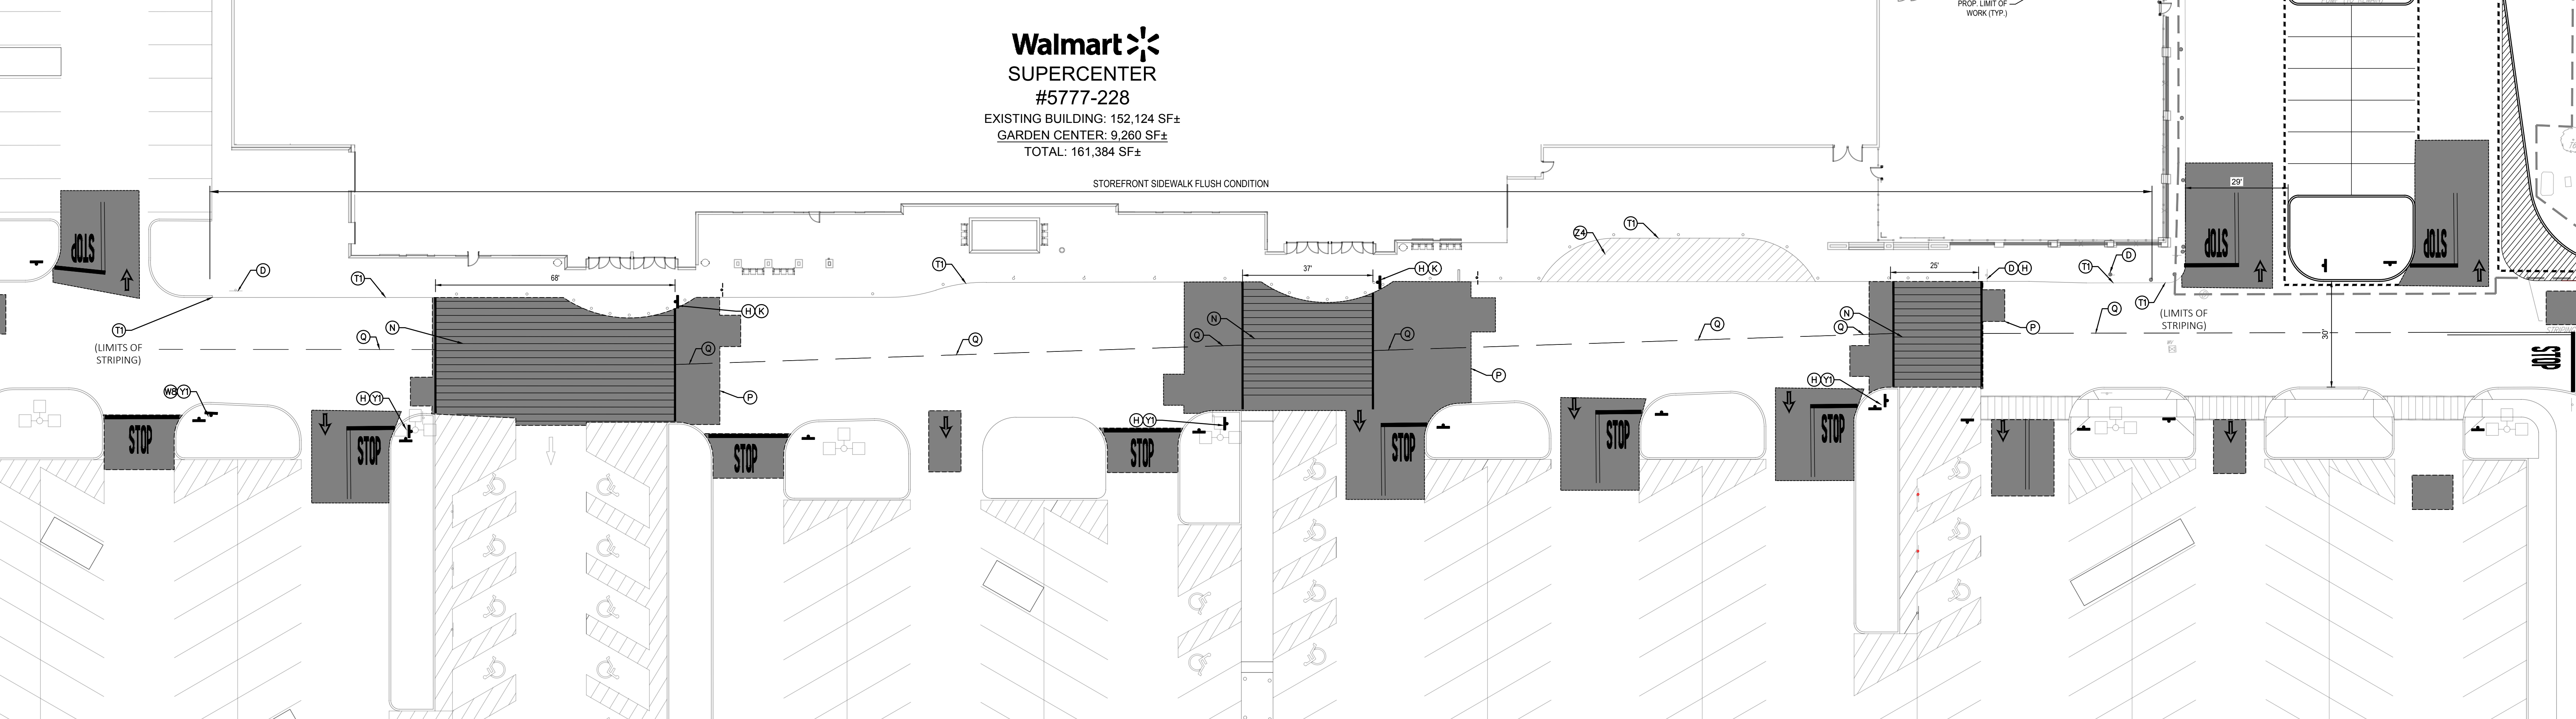 PROP. LIMIT OF
WORK (TYP.)
Walmart
SUPERCENTER
#5777-228
EXISTING BUILDING: 152,124 SF±
GARDEN CENTER: 9,260 SF±
TOTAL: 161,384 SF±
STOREFRONT SIDEWALK FLUSH CONDITION
29'
STOP
STOP
STOP
T1
Z4
D
T1
68'
T1
37'
H K
25'
D H
T1
D
T1
(LIMITS OF
STRIPING)
H K
N
Q
Q
Q
N
Q
Q
Q
N
Q
P
Q
T1
(LIMITS OF
STRIPING)
30'
STOP
W8 Y1
H Y1
P
H Y1
P
H Y1
STOP
STOP
STOP
STOP
STOP
STOP
STOP